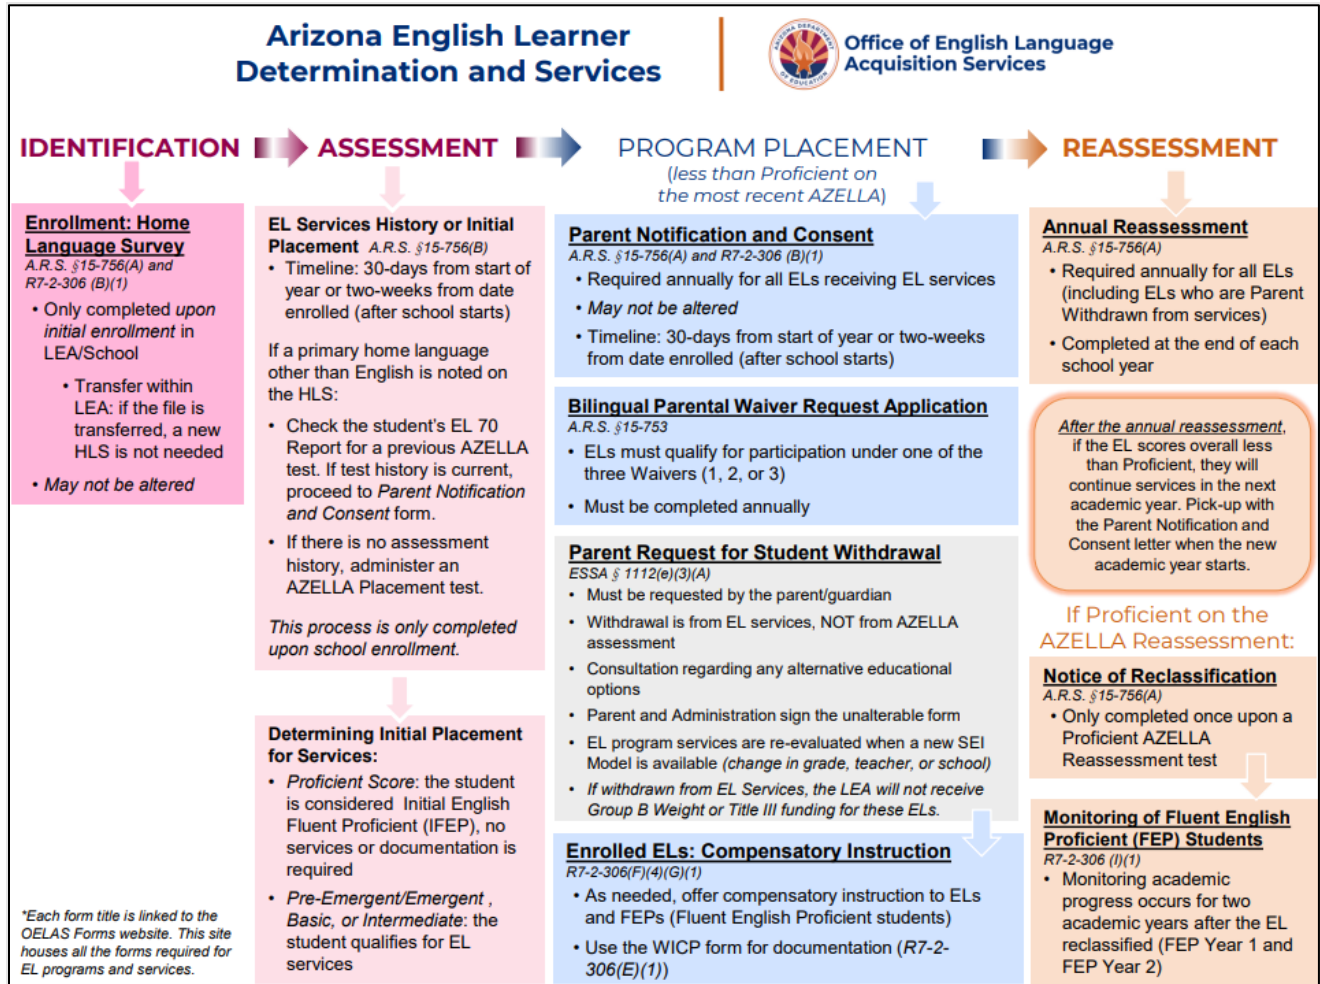 Arizona English Learner
Determination and Services
ARIZONA DEPARTMENT
OF EDUCATION
Office of English Language
Acquisition Services
IDENTIFICATION
Enrollment: Home
Language Survey
A.R.S. §15-756(A) and
R7-2-306 (B)(1)
• Only completed upon
initial enrollment in
LEA/School
• Transfer within
LEA: if the file is
transferred, a new
HLS is not needed
• May not be altered
*Each form title is linked to the
OELAS Forms website. This site
houses all the forms required for
EL programs and services.
ASSESSMENT
EL Services History or Initial
Placement A.R.S. §15-756(B)
• Timeline: 30-days from start of
year or two-weeks from date
enrolled (after school starts)
If a primary home language
other than English is noted on
the HLS:
• Check the student's EL 70
Report for a previous AZELLA
test. If test history is current,
proceed to Parent Notification
and Consent form.
• If there is no assessment
history, administer an
AZELLA Placement test.
This process is only completed
upon school enrollment.
Determining Initial Placement
for Services:
• Proficient Score: the student
is considered Initial English
Fluent Proficient (IFEP), no
services or documentation is
required
• Pre-Emergent/Emergent ,
Basic, or Intermediate: the
student qualifies for EL
services
PROGRAM PLACEMENT
(less than Proficient on
the most recent AZELLA)
Parent Notification and Consent
A.R.S. §15-756(A) and R7-2-306 (B)(1)
• Required annually for all ELs receiving EL services
• May not be altered
• Timeline: 30-days from start of year or two-weeks
from date enrolled (after school starts)
Bilingual Parental Waiver Request Application
A.R.S. §15-753
• ELs must qualify for participation under one of the
three Waivers (1, 2, or 3)
• Must be completed annually
Parent Request for Student Withdrawal
ESSA § 1112(e)(3)(A)
• Must be requested by the parent/guardian
• Withdrawal is from EL services, NOT from AZELLA
assessment
• Consultation regarding any alternative educational
options
• Parent and Administration sign the unalterable form
• EL program services are re-evaluated when a new SEI
Model is available (change in grade, teacher, or school)
• If withdrawn from EL Services, the LEA will not receive
Group B Weight or Title III funding for these ELs.
Enrolled ELs: Compensatory Instruction
R7-2-306(F)(4)(G)(1)
• As needed, offer compensatory instruction to ELs
and FEPs (Fluent English Proficient students)
• Use the WICP form for documentation (R7-2-
306(E)(1))
REASSESSMENT
Annual Reassessment
A.R.S. §15-756(A)
• Required annually for all ELs
(including ELs who are Parent
Withdrawn from services)
• Completed at the end of each
school year
After the annual reassessment,
if the EL scores overall less
than Proficient, they will
continue services in the next
academic year. Pick-up with
the Parent Notification and
Consent letter when the new
academic year starts.
If Proficient on the
AZELLA Reassessment:
Notice of Reclassification
A.R.S. §15-756(A)
• Only completed once upon a
Proficient AZELLA
Reassessment test
Monitoring of Fluent English
Proficient (FEP) Students
R7-2-306 (I)(1)
• Monitoring academic
progress occurs for two
academic years after the EL
reclassified (FEP Year 1 and
FEP Year 2)